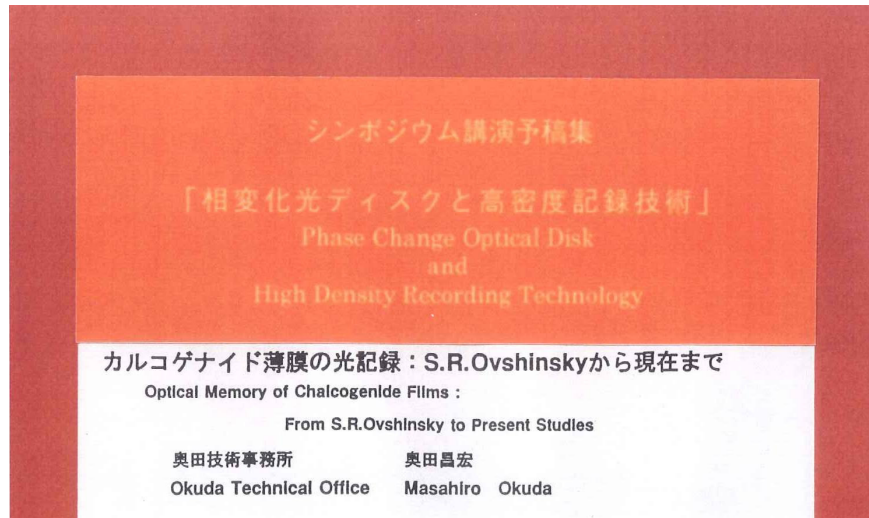 シンポジウム講演予稿集
「相変化光ディスクと高密度記録技術」
Phase Change Optical Disk
and
High Density Recording Technology
カルコゲナイド薄膜の光記録：S.R.Ovshinskyから現在まで
Optical Memory of Chalcogenide Films :
From S.R.Ovshinsky to Present Studies
奥田技術事務所 奥田昌宏
Okuda Technical Office Masahiro Okuda